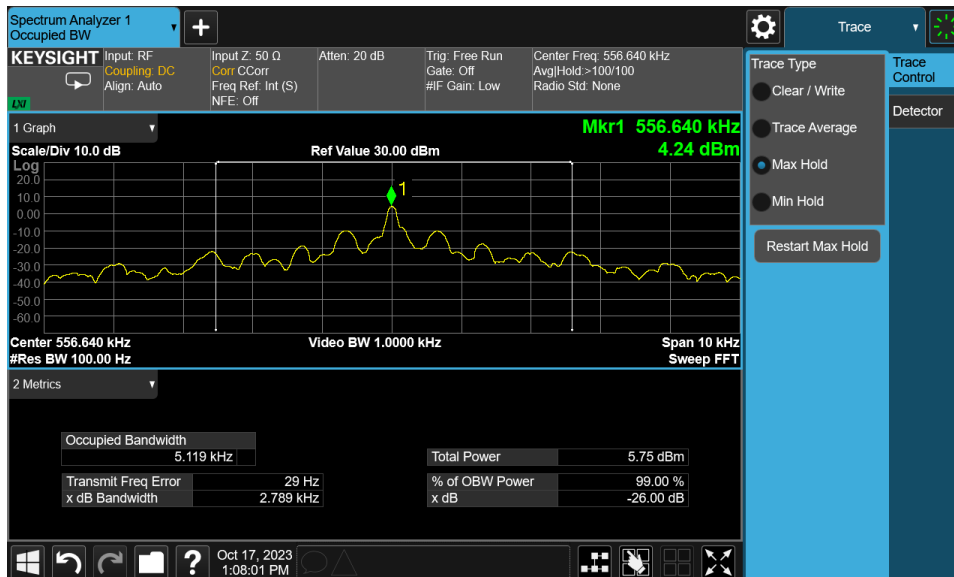 Spectrum Analyzer 1
Occupied BW
+
Trace
KEYSIGHT
LXI
Input: RF
Coupling: DC
Align: Auto
Input Z: 50 Ω
Corr CCorr
Freq Ref: Int (S)
NFE: Off
Atten: 20 dB
Trig: Free Run
Gate: Off
#IF Gain: Low
Center Freq: 556.640 kHz
Avg|Hold:>100/100
Radio Std: None
Trace Type
Clear / Write
Trace Average
Max Hold
Min Hold
Restart Max Hold
Trace
Control
Detector
1 Graph
Mkr1 556.640 kHz
4.24 dBm
Scale/Div 10.0 dB
Ref Value 30.00 dBm
Log
20.0
10.0
0.00
-10.0
-20.0
-30.0
-40.0
-50.0
-60.0
1
Center 556.640 kHz
Video BW 1.0000 kHz
Span 10 kHz
#Res BW 100.00 Hz
Sweep FFT
2 Metrics
Occupied Bandwidth
5.119 kHz
Transmit Freq Error 29 Hz
x dB Bandwidth 2.789 kHz
Total Power 5.75 dBm
% of OBW Power 99.00 %
x dB -26.00 dB
?
Oct 17, 2023
1:08:01 PM